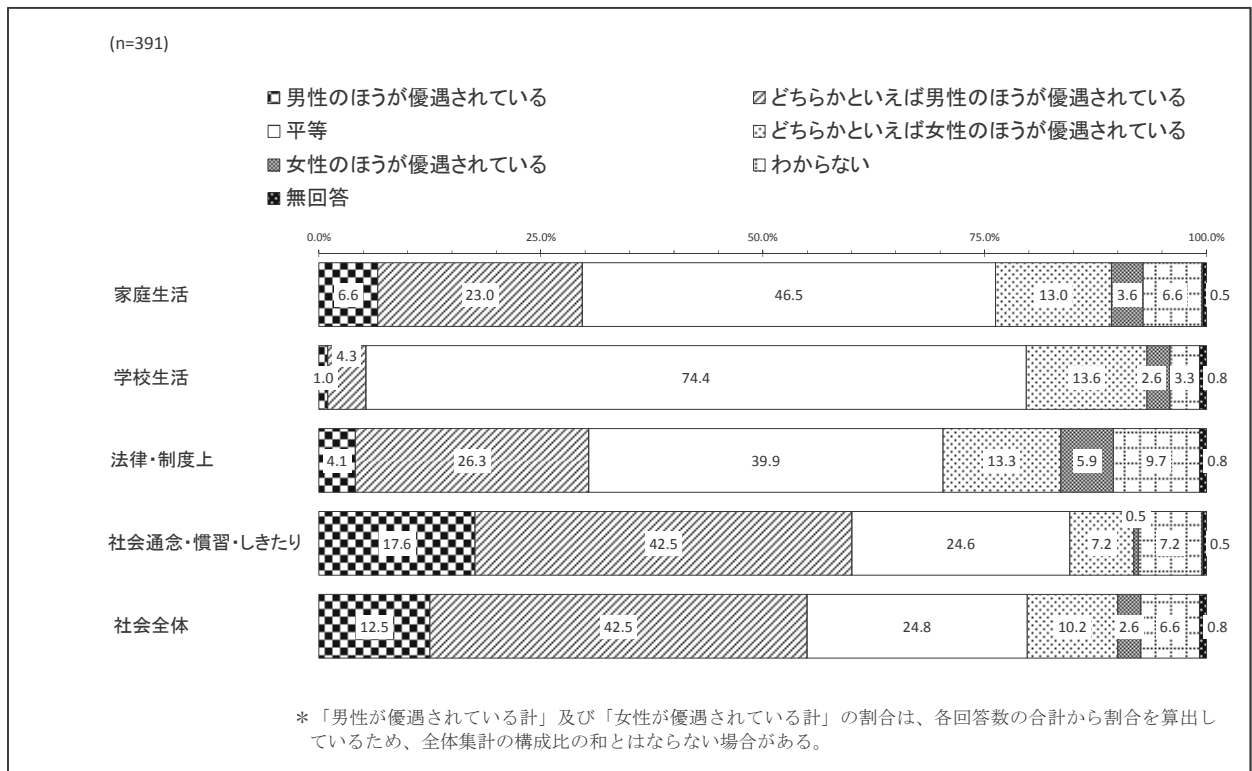 (n=391)
男性のほうが優遇されている
どちらかといえば男性のほうが優遇されている
平等
どちらかといえば女性のほうが優遇されている
女性のほうが優遇されている
わからない
無回答
0.0% 25.0% 50.0% 75.0% 100.0%
家庭生活 6.6 23.0 46.5 13.0 3.6 6.6 0.5
学校生活 1.0 4.3 74.4 13.6 2.6 3.3 0.8
法律・制度上 4.1 26.3 39.9 13.3 5.9 9.7 0.8
社会通念・慣習・しきたり 17.6 42.5 24.6 7.2 0.5 7.2 0.5
社会全体 12.5 42.5 24.8 10.2 2.6 6.6 0.8
＊「男性が優遇されている計」及び「女性が優遇されている計」の割合は、各回答数の合計から割合を算出し
ているため、全体集計の構成比の和とはならない場合がある。